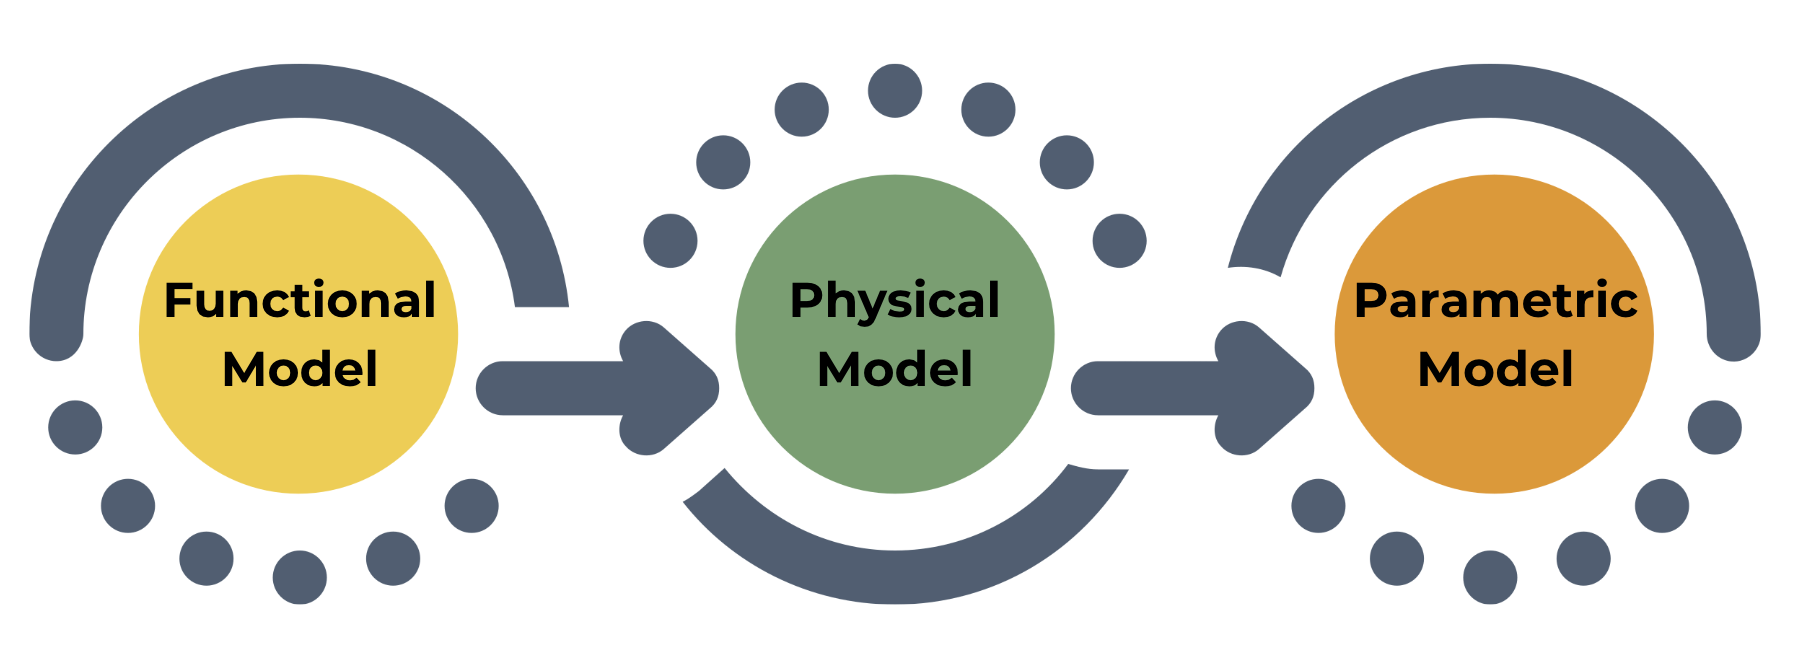 Functional
Model
Physical
Model
Parametric
Model